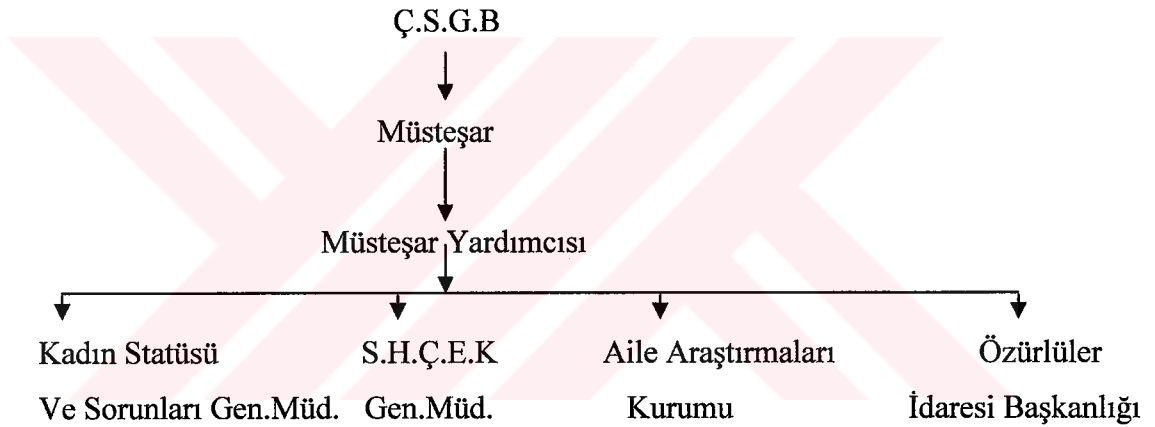 Ç.S.G.B
Müsteşar
Müsteşar Yardımcısı
Kadın Statüsü
Ve Sorunları Gen.Müd.
S.H.Ç.E.K
Gen.Müd.
Aile Araştırmaları
Kurumu
Özürlüler
İdaresi Başkanlığı